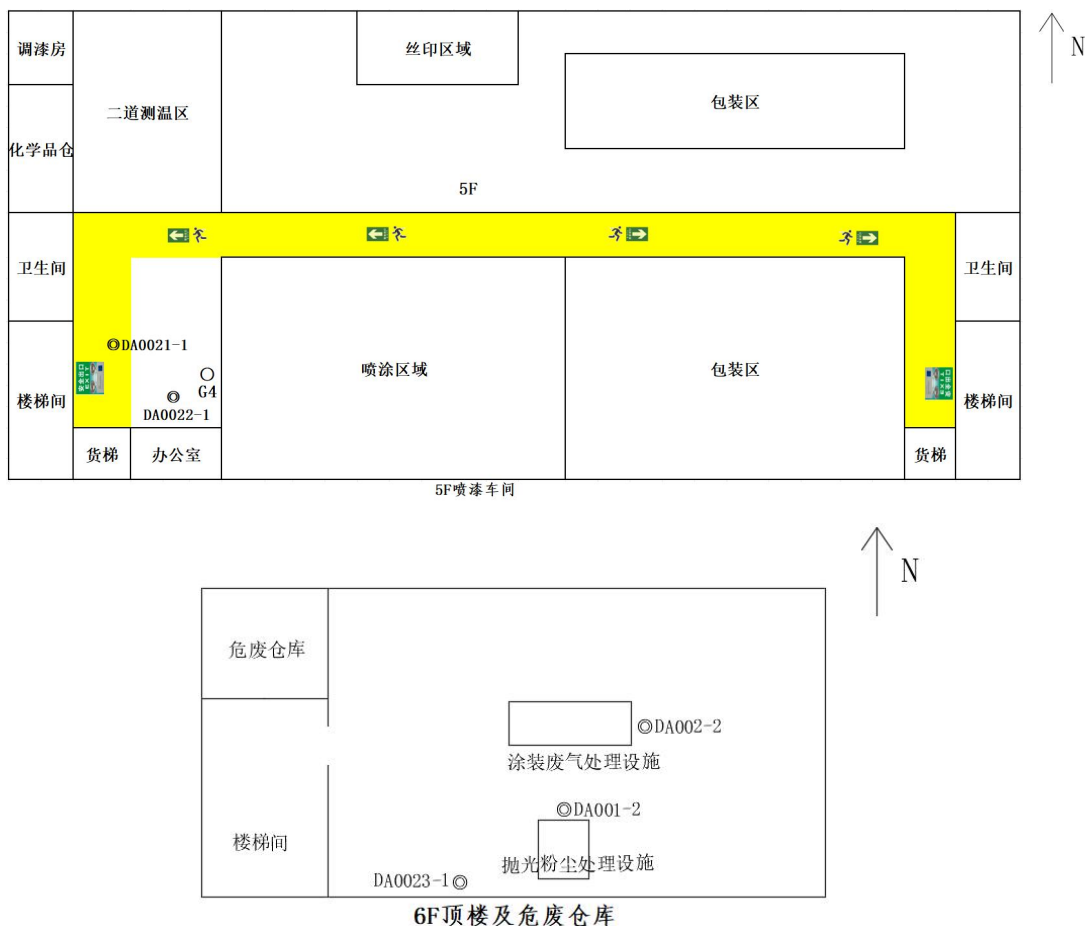 调漆房
丝印区域
N
二道测温区
包装区
化学品仓
5F
卫生间
卫生间
DA0021-1
喷涂区域
包装区
G4
楼梯间
DA0022-1
楼梯间
货梯
办公室
货梯
5F喷漆车间
N
危废仓库
DA002-2
涂装废气处理设施
DA001-2
楼梯间
抛光粉尘处理设施
DA0023-1
6F顶楼及危废仓库